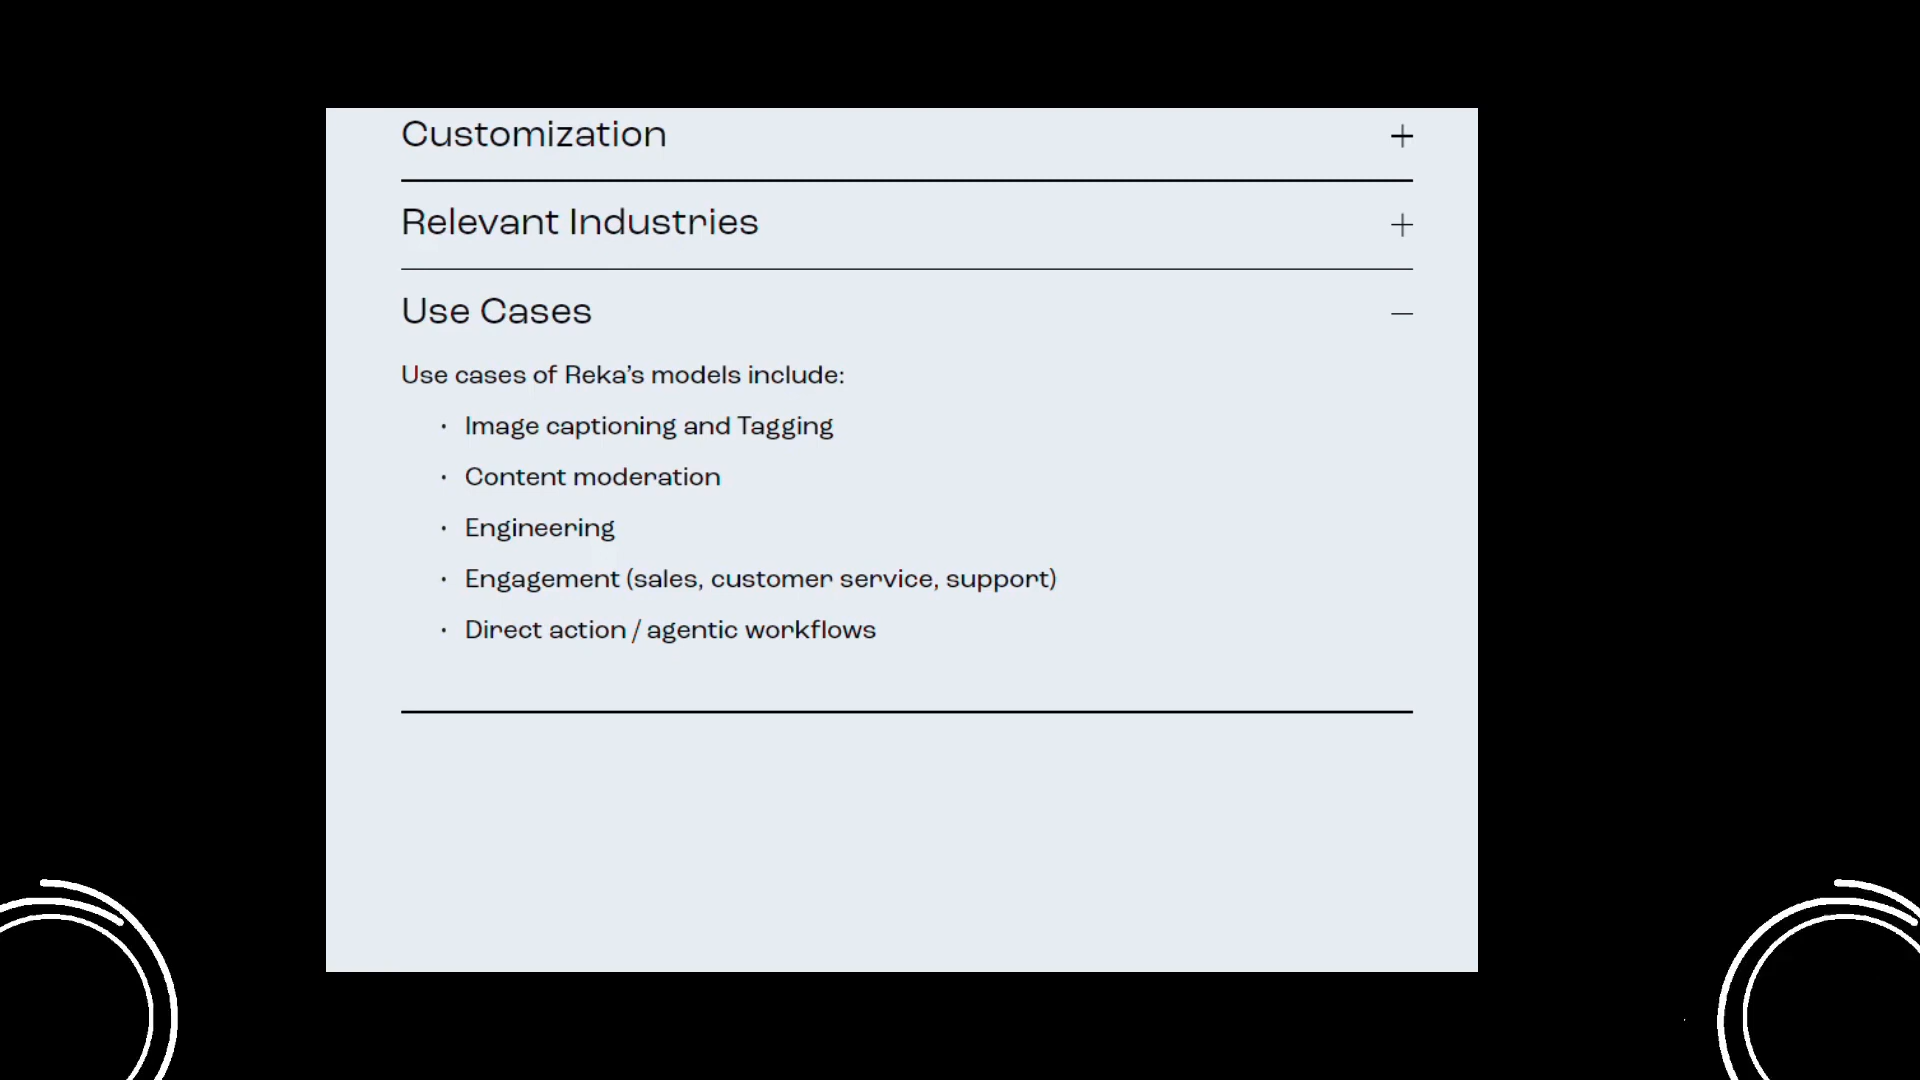 Customization
Relevant Industries
Use Cases
Use cases of Reka’s models include:
• Image captioning and Tagging
• Content moderation
• Engineering
• Engagement (sales, customer service, support)
• Direct action / agentic workflows